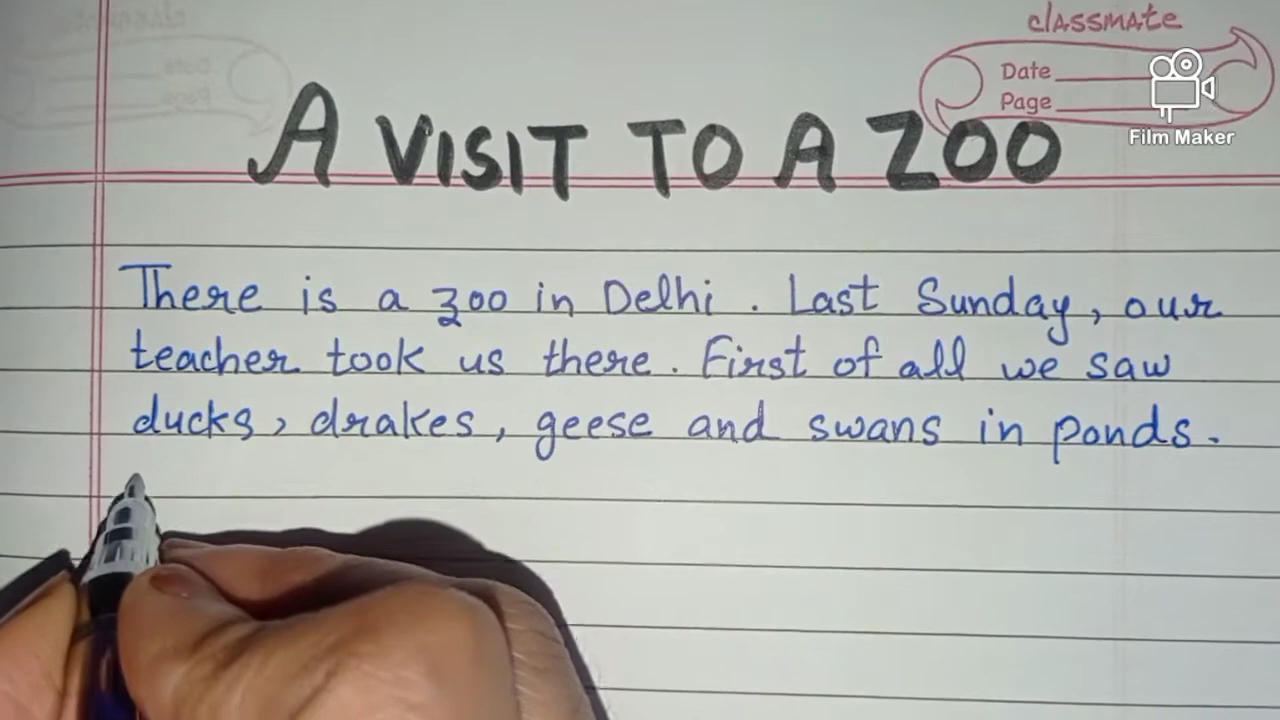 classmate
Date
Page
Film Maker
A VISIT TO A ZOO
There is a zoo in Delhi. Last Sunday, our
teacher took us there. First of all we saw
ducks, drakes, geese and swans in ponds.